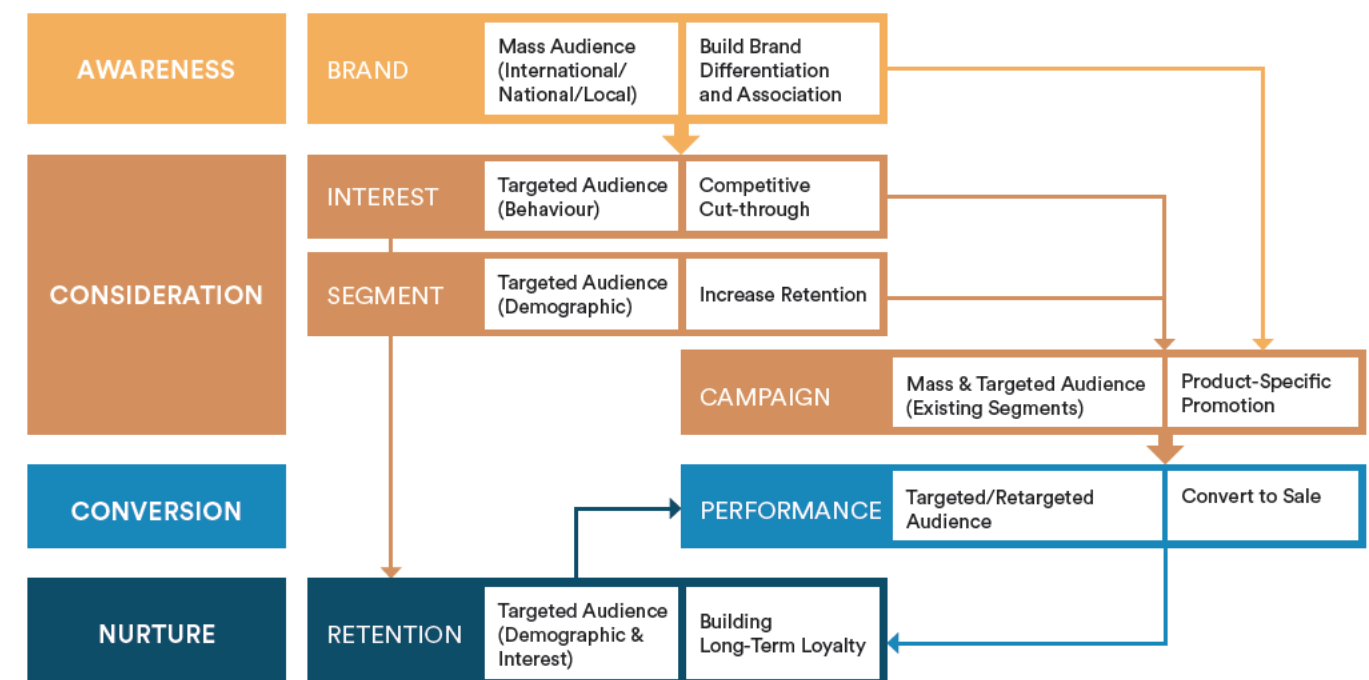 AWARENESS
BRAND
Mass Audience
(International/
National/Local)
Build Brand
Differentiation
and Association
CONSIDERATION
INTEREST
Targeted Audience
(Behaviour)
Competitive
Cut-through
SEGMENT
Targeted Audience
(Demographic)
Increase Retention
CAMPAIGN
Mass & Targeted Audience
(Existing Segments)
Product-Specific
Promotion
CONVERSION
PERFORMANCE
Targeted/Retargeted
Audience
Convert to Sale
NURTURE
RETENTION
Targeted Audience
(Demographic &
Interest)
Building
Long-Term Loyalty